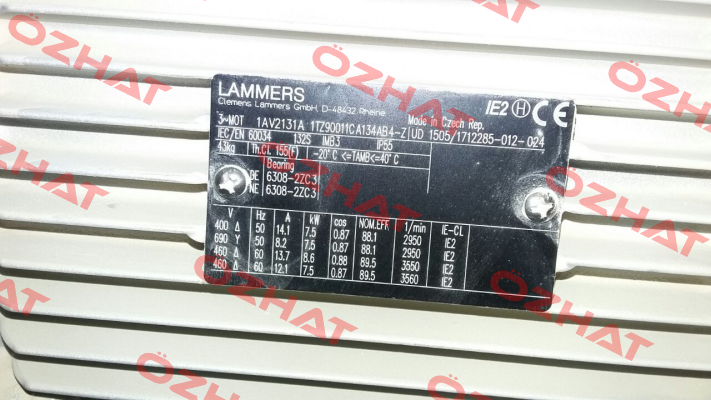 LAMMERS
Clemens Lammers GmbH, D-48432 Rheine
IE2 H CE
3~MOT 1AV2131A 1TZ90011CA134AB4-Z Made in Czech Rep.
UD 1505/1712285-012-024
IEC/EN 60034 132S IMB3 IP55
43kg Th.CL 155(F) -20°C <=TAMB<=40°C
Bearing
DE 6308-2ZC3
NE 6308-2ZC3
V Hz A kW cos NOM.EFF 1/min IE-CL
400 Δ 50 14.1 7.5 0.87 88.1 2950 IE2
690 Y 50 8.2 7.5 0.87 88.1 2950 IE2
460 Δ 60 13.7 8.6 0.88 89.5 3550 IE2
460 Δ 60 12.1 7.5 0.87 89.5 3560 IE2
ÖZHAT
ÖZHAT
ÖZHAT
ÖZHAT
ÖZHAT
ÖZHAT
ÖZHAT
ÖZHAT
ÖZHAT